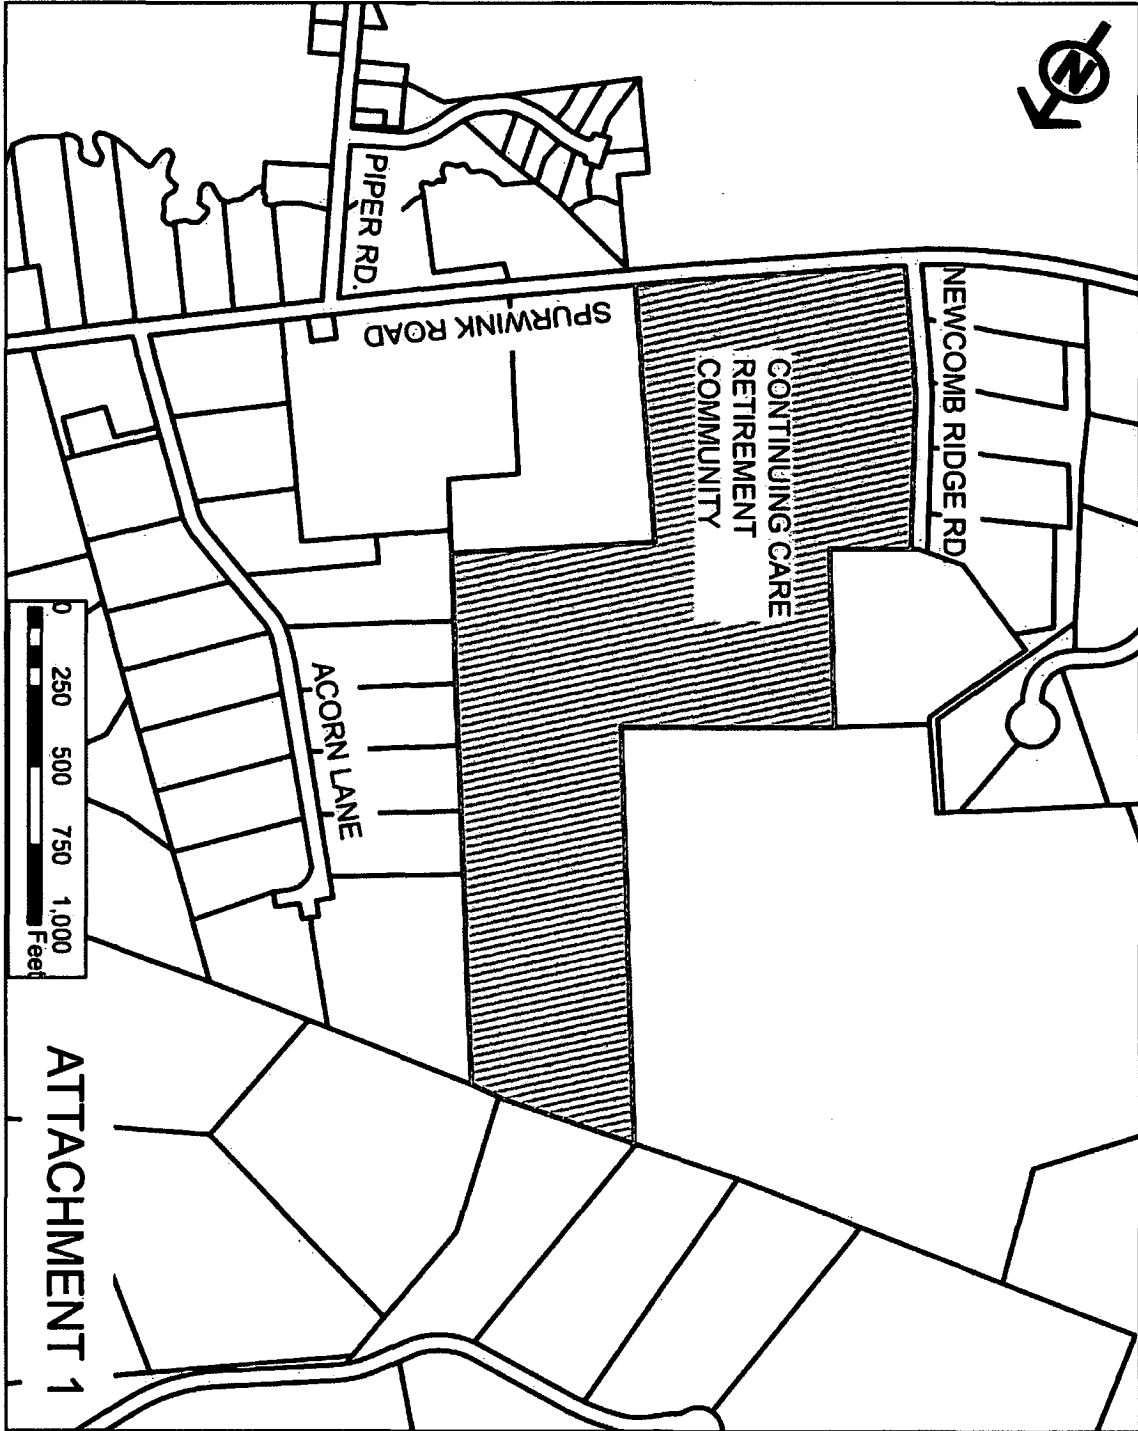 N
PIPER RD.
SPURWINK ROAD
NEWCOMB RIDGE RD
CONTINUING CARE
RETIREMENT
COMMUNITY
ACORN LANE
0 250 500 750 1,000
Feet
ATTACHMENT 1